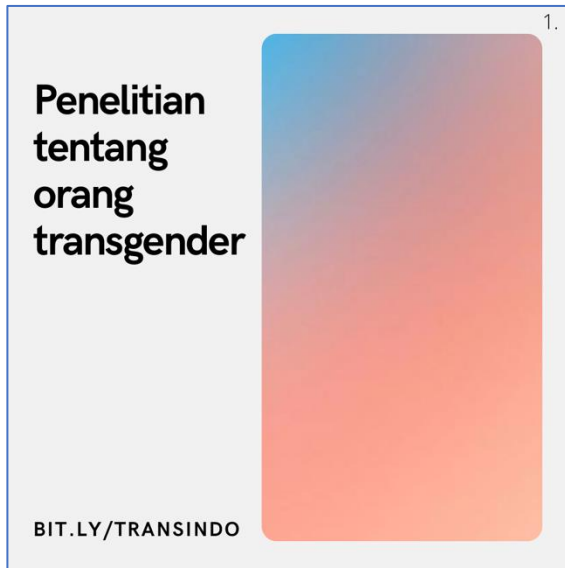 1.
Penelitian
tentang
orang
transgender
BIT.LY/TRANSINDO